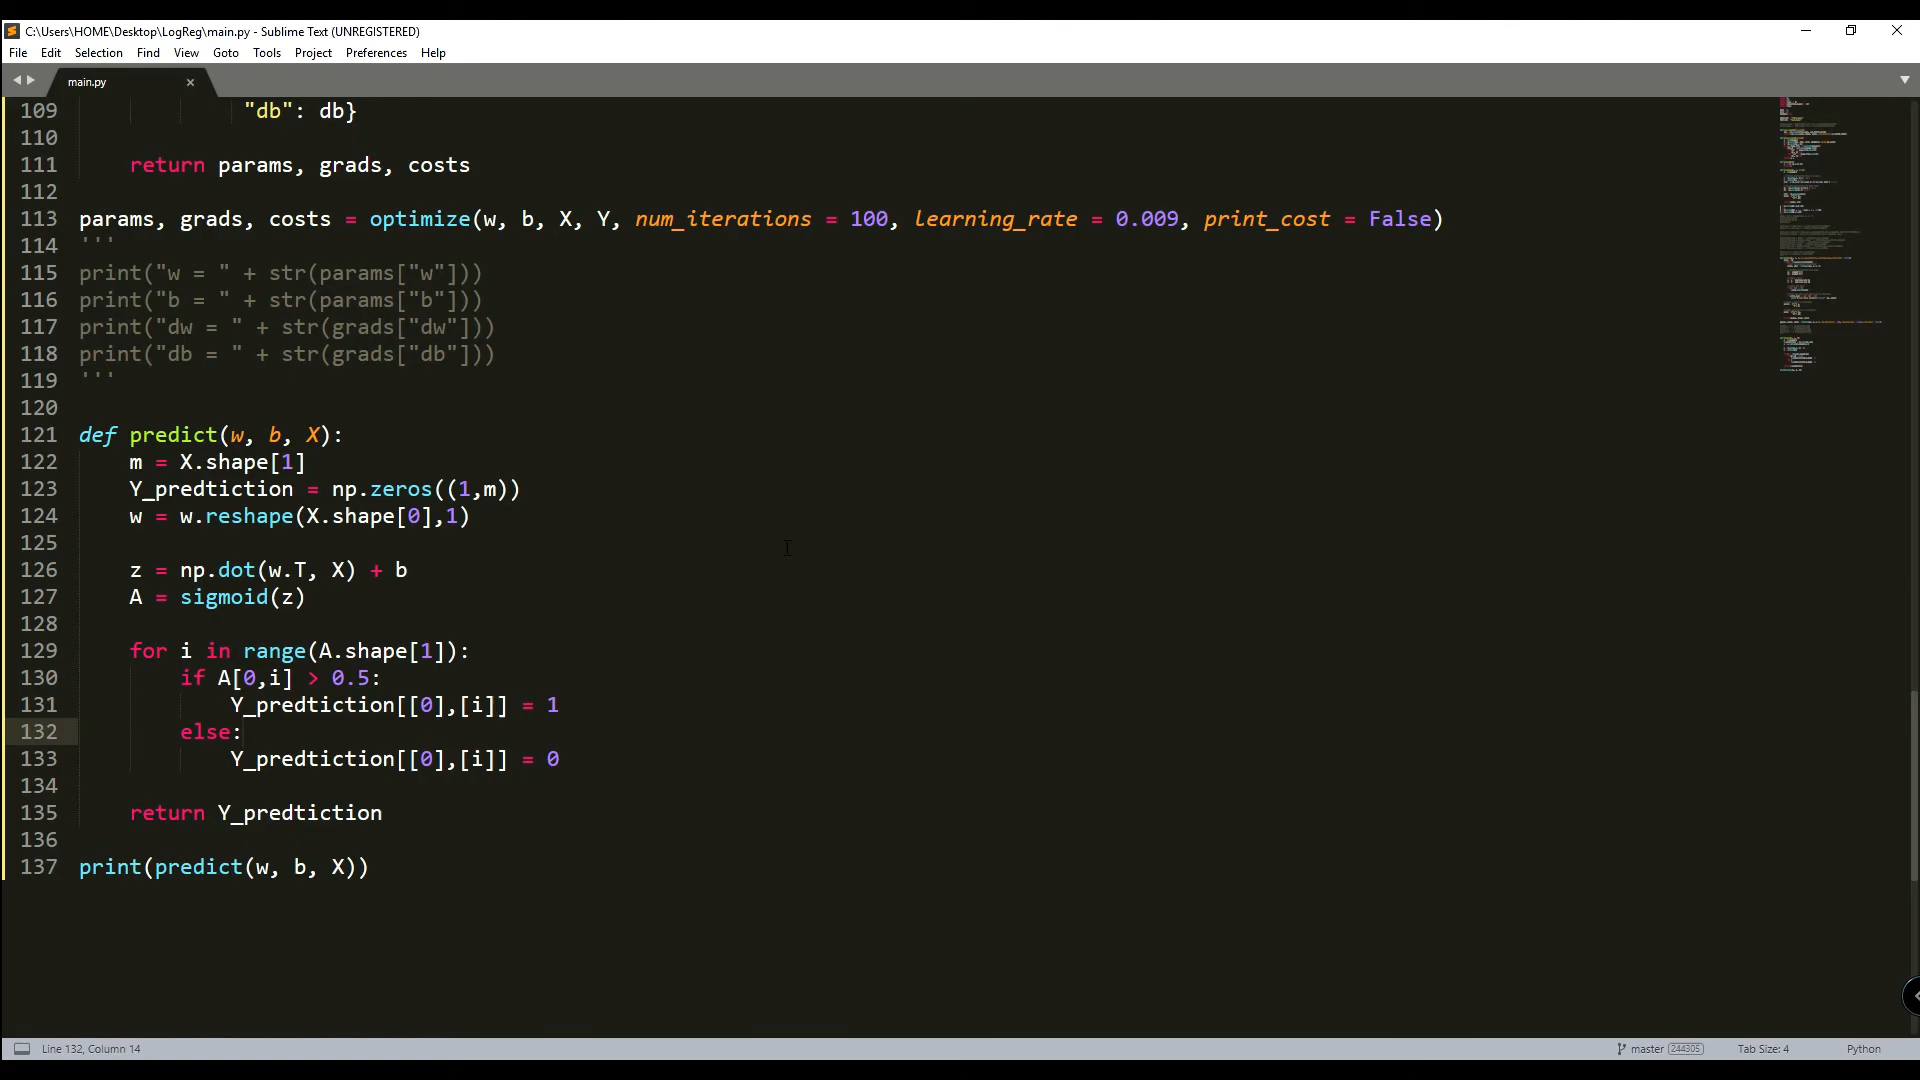 C:\Users\HOME\Desktop\LogReg\main.py - Sublime Text (UNREGISTERED)
File Edit Selection Find View Goto Tools Project Preferences Help
main.py
109 "db": db}
110
111 return params, grads, costs
112
113 params, grads, costs = optimize(w, b, X, Y, num_iterations = 100, learning_rate = 0.009, print_cost = False)
114 '''
115 print("w = " + str(params["w"]))
116 print("b = " + str(params["b"]))
117 print("dw = " + str(grads["dw"]))
118 print("db = " + str(grads["db"]))
119 '''
120
121 def predict(w, b, X):
122 m = X.shape[1]
123 Y_predtiction = np.zeros((1,m))
124 w = w.reshape(X.shape[0],1)
125
126 z = np.dot(w.T, X) + b
127 A = sigmoid(z)
128
129 for i in range(A.shape[1]):
130 if A[0,i] > 0.5:
131 Y_predtiction[[0],[i]] = 1
132 else:
133 Y_predtiction[[0],[i]] = 0
134
135 return Y_predtiction
136
137 print(predict(w, b, X))
Line 132, Column 14 master 244305 Tab Size: 4 Python